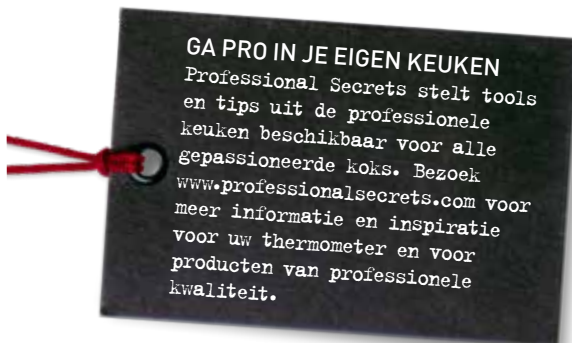 GA PRO IN JE EIGEN KEUKEN
Professional Secrets stelt tools
en tips uit de professionele
keuken beschikbaar voor alle
gepassioneerde koks. Bezoek
www.professionalsecrets.com voor
meer informatie en inspiratie
voor uw thermometer en voor
producten van professionele
kwaliteit.